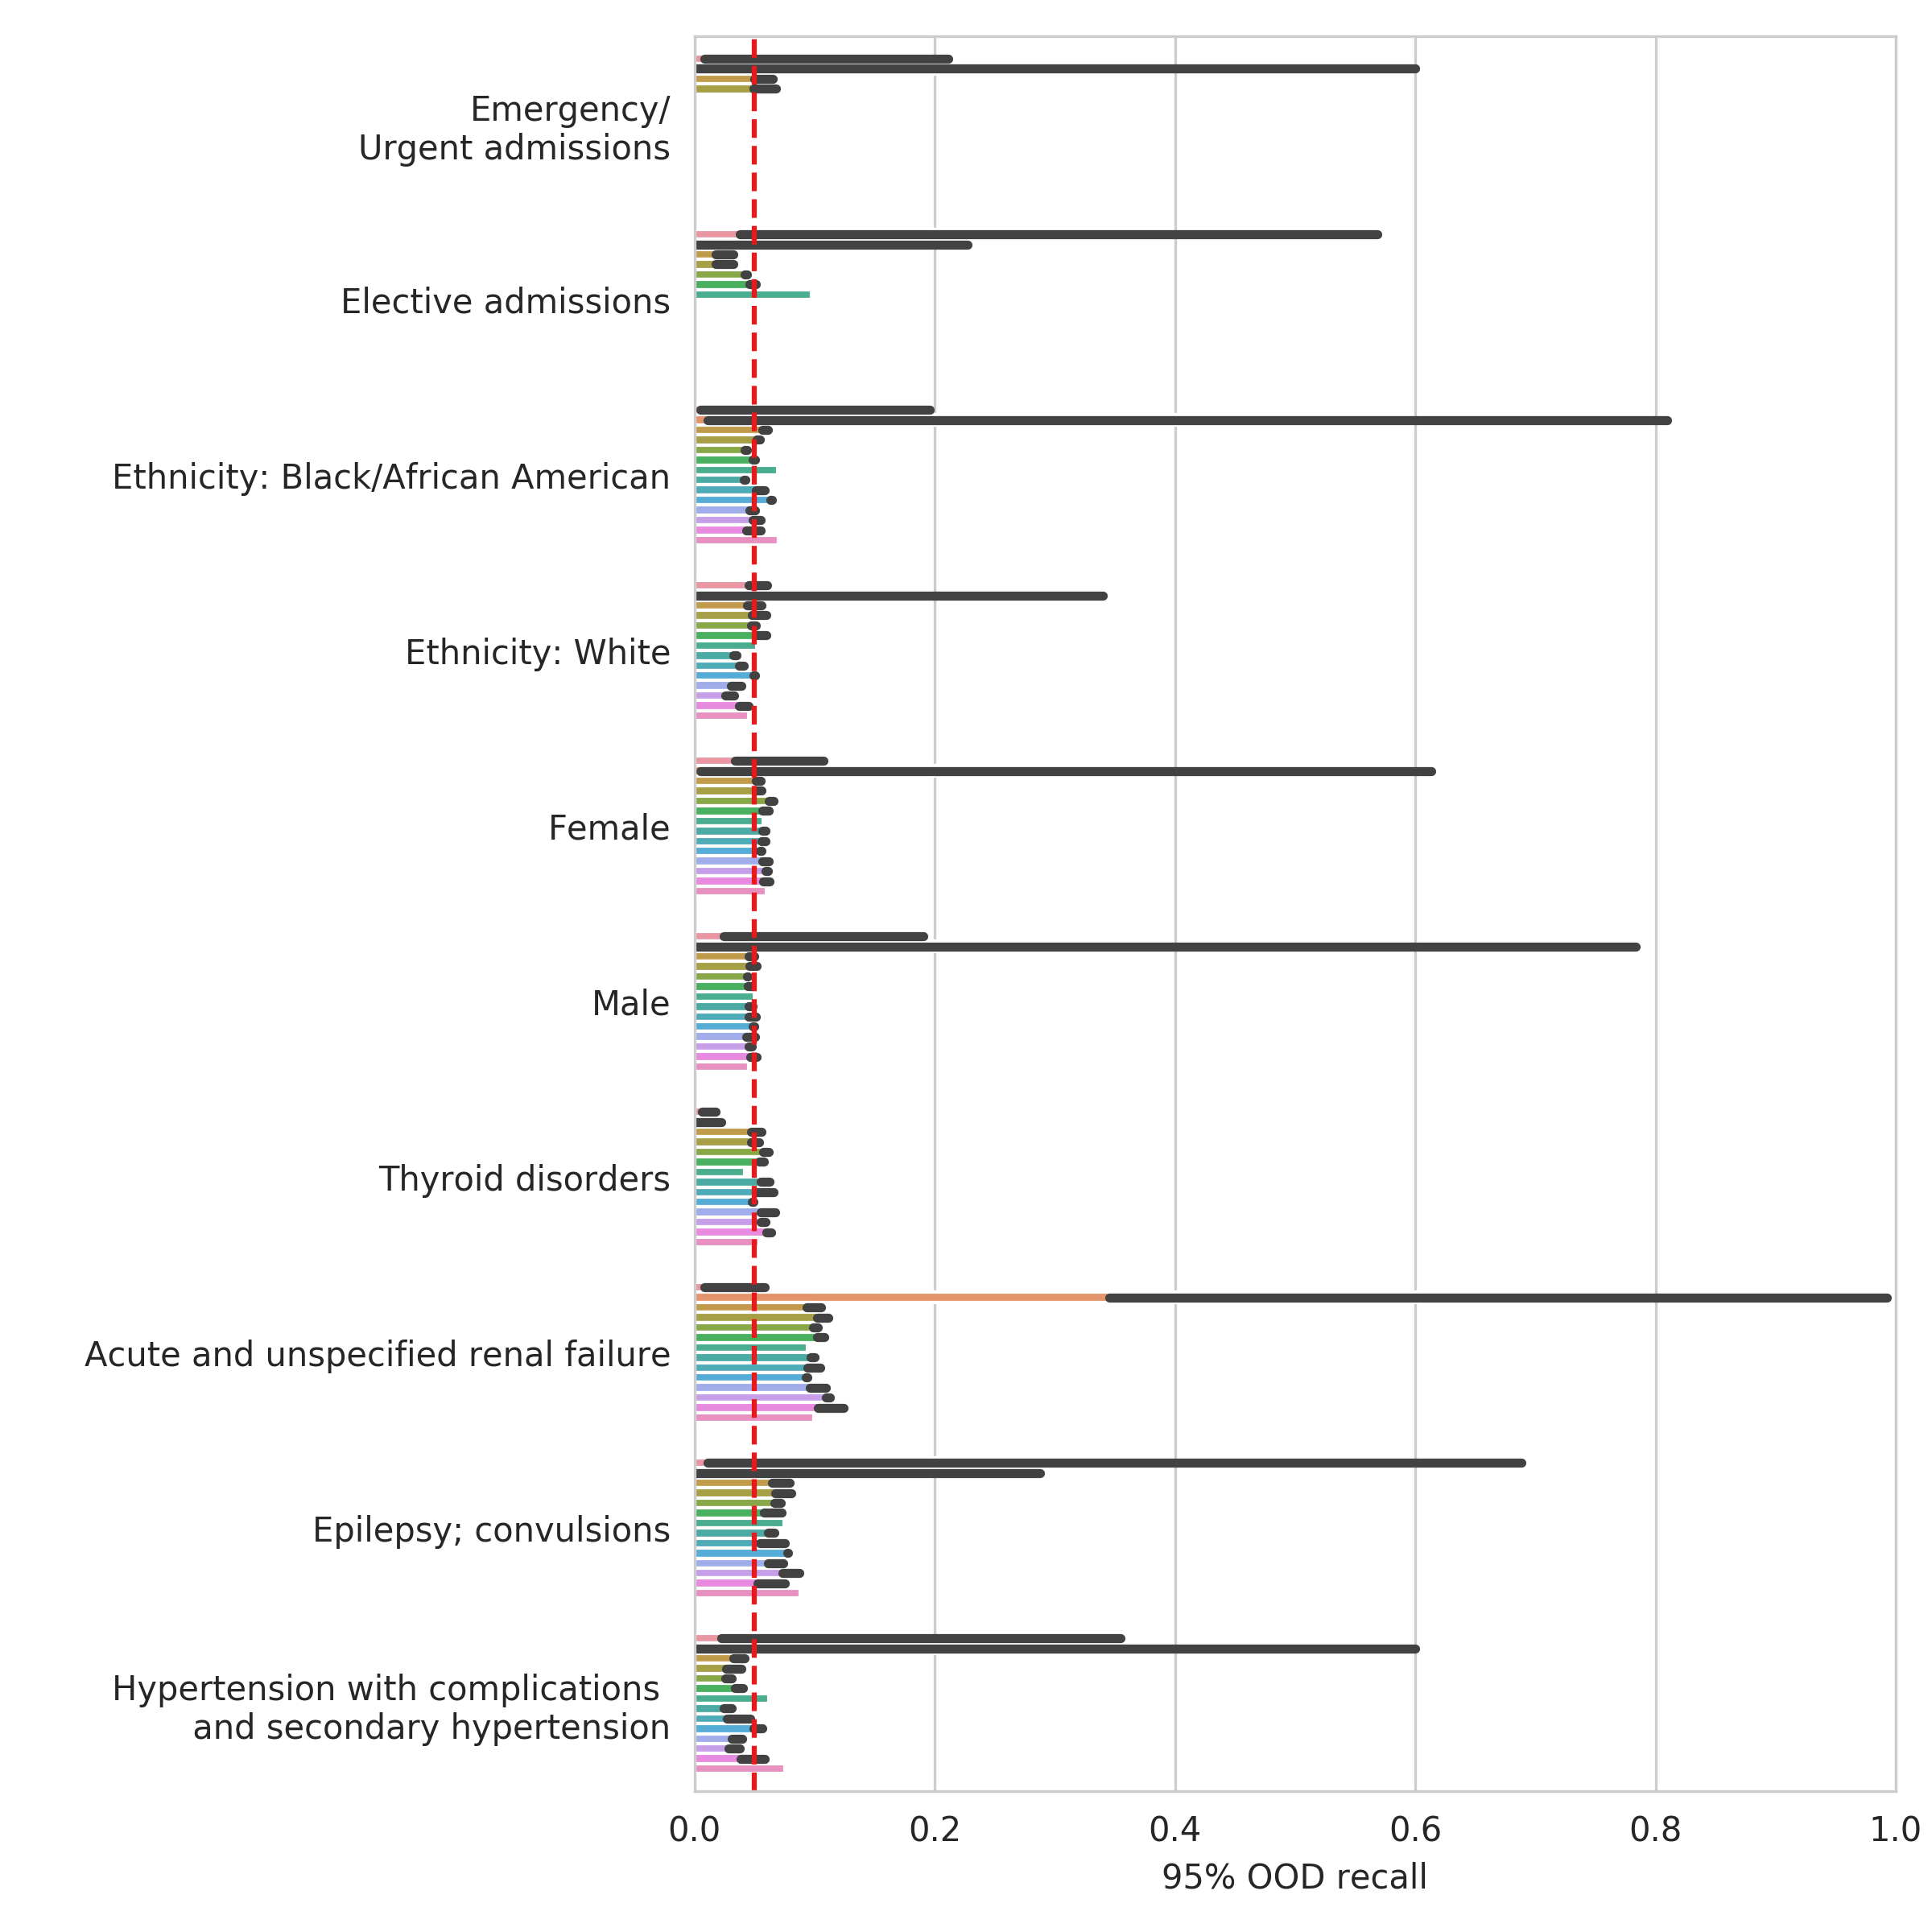 Emergency/
Urgent admissions
Elective admissions
Ethnicity: Black/African American
Ethnicity: White
Female
Male
Thyroid disorders
Acute and unspecified renal failure
Epilepsy; convulsions
Hypertension with complications
and secondary hypertension
0.0 0.2 0.4 0.6 0.8 1.0
95% OOD recall